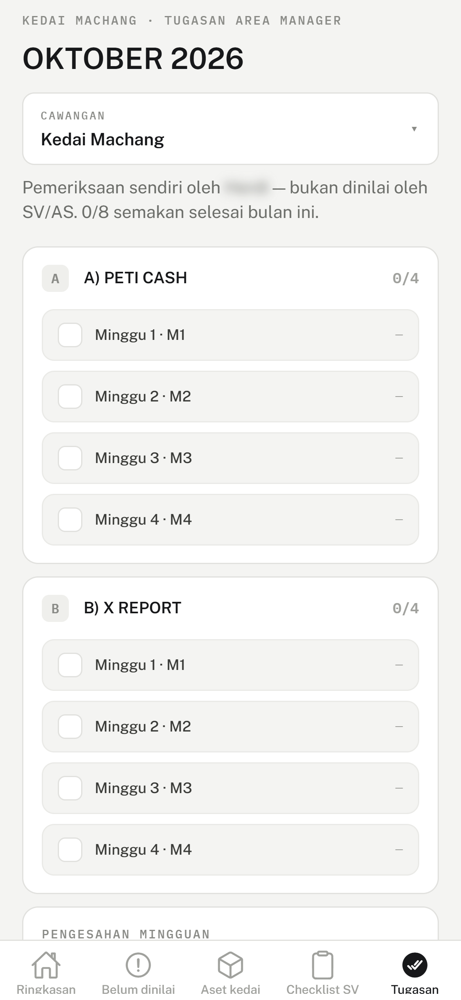 KEDAI MACHANG · TUGASAN AREA MANAGER
OKTOBER 2026
CAWANGAN
Kedai Machang
▼
Pemeriksaan sendiri oleh — bukan dinilai oleh
SV/AS. 0/8 semakan selesai bulan ini.
A A) PETI CASH 0/4
Minggu 1 · M1 —
Minggu 2 · M2 —
Minggu 3 · M3 —
Minggu 4 · M4 —
B B) X REPORT 0/4
Minggu 1 · M1 —
Minggu 2 · M2 —
Minggu 3 · M3 —
Minggu 4 · M4 —
PENGESAHAN MINGGUAN
Ringkasan Belum dinilai Aset kedai Checklist SV Tugasan